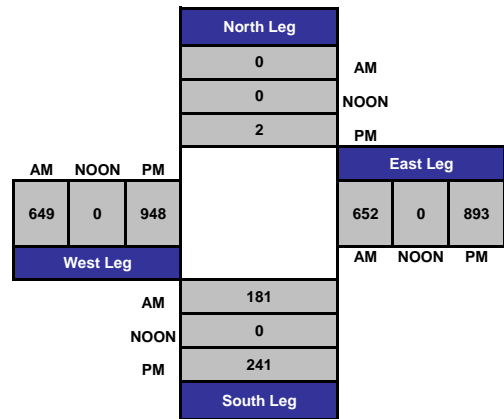 North Leg
0 AM
0 NOON
2 PM
AM NOON PM East Leg
649 0 948 652 0 893
West Leg AM NOON PM
AM 181
NOON 0
PM 241
South Leg